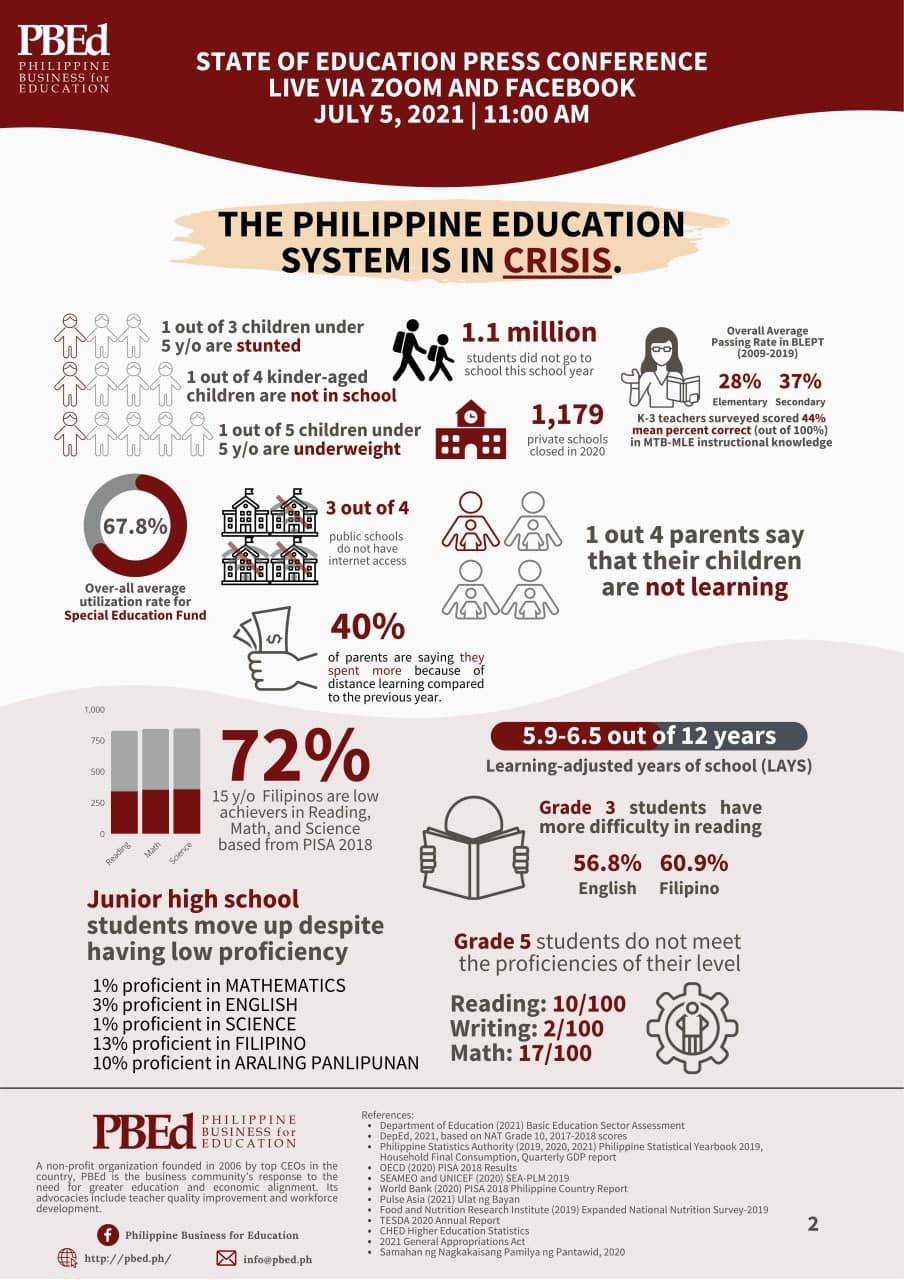 PBEd
PHILIPPINE
BUSINESS for
EDUCATION
STATE OF EDUCATION PRESS CONFERENCE
LIVE VIA ZOOM AND FACEBOOK
JULY 5, 2021 | 11:00 AM
THE PHILIPPINE EDUCATION
SYSTEM IS IN CRISIS.
1 out of 3 children under
5 y/o are stunted
1 out of 4 kinder-aged
children are not in school
1 out of 5 children under
5 y/o are underweight
1.1 million
students did not go to
school this school year
1,179
private schools
closed in 2020
Overall Average
Passing Rate in BLEPT
(2009-2019)
28% 37%
Elementary Secondary
K-3 teachers surveyed scored 44%
mean percent correct (out of 100%)
in MTB-MLE instructional knowledge
67.8%
Over-all average
utilization rate for
Special Education Fund
3 out of 4
public schools
do not have
internet access
1 out 4 parents say
that their children
are not learning
$
40%
of parents are saying they
spent more because of
distance learning compared
to the previous year.
1,000
750
500
250
0
Reading
Math
Science
72%
15 y/o Filipinos are low
achievers in Reading,
Math, and Science
based from PISA 2018
5.9-6.5 out of 12 years
Learning-adjusted years of school (LAYS)
Grade 3 students have
more difficulty in reading
56.8% 60.9%
English Filipino
Junior high school
students move up despite
having low proficiency
1% proficient in MATHEMATICS
3% proficient in ENGLISH
1% proficient in SCIENCE
13% proficient in FILIPINO
10% proficient in ARALING PANLIPUNAN
Grade 5 students do not meet
the proficiencies of their level
Reading: 10/100
Writing: 2/100
Math: 17/100
PBEd
PHILIPPINE
BUSINESS for
EDUCATION
A non-profit organization founded in 2006 by top CEOs in the
country, PBEd is the business community's response to the
need for greater education and economic alignment. Its
advocacies include teacher quality improvement and workforce
development.
Philippine Business for Education
http://pbed.ph/
info@pbed.ph
References:
• Department of Education (2021) Basic Education Sector Assessment
• DepEd, 2021, based on NAT Grade 10, 2017-2018 scores
• Philippine Statistics Authority (2019, 2020, 2021) Philippine Statistical Yearbook 2019,
Household Final Consumption, Quarterly GDP report
• OECD (2020) PISA 2018 Results
• SEAMEO and UNICEF (2020) SEA-PLM 2019
• World Bank (2020) PISA 2018 Philippine Country Report
• Pulse Asia (2021) Ulat ng Bayan
• Food and Nutrition Research Institute (2019) Expanded National Nutrition Survey-2019
• TESDA 2020 Annual Report
• CHED Higher Education Statistics
• 2021 General Appropriations Act
• Samahan ng Nagkakaisang Pamilya ng Pantawid, 2020
2